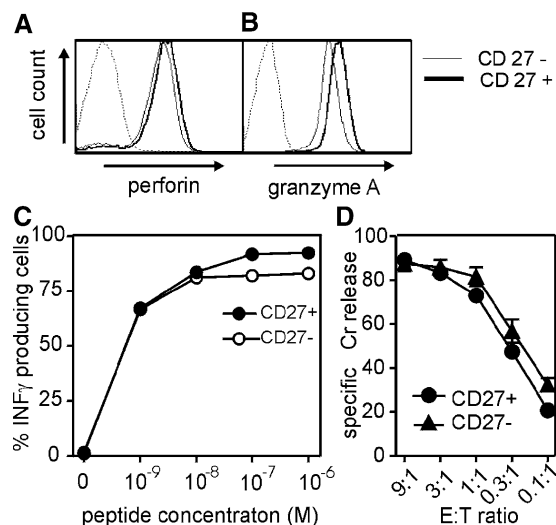 A
B
cell count
perforin
granzyme A
CD 27 -
CD 27 +
C
% INFγ producing cells
100
75
50
25
0
0
10-9
10-8
10-7
10-6
peptide concentraton (M)
CD27+
CD27-
D
specific Cr release
100
80
60
40
20
0
9:1
3:1
1:1
0.3:1
0.1:1
E:T ratio
CD27+
CD27-